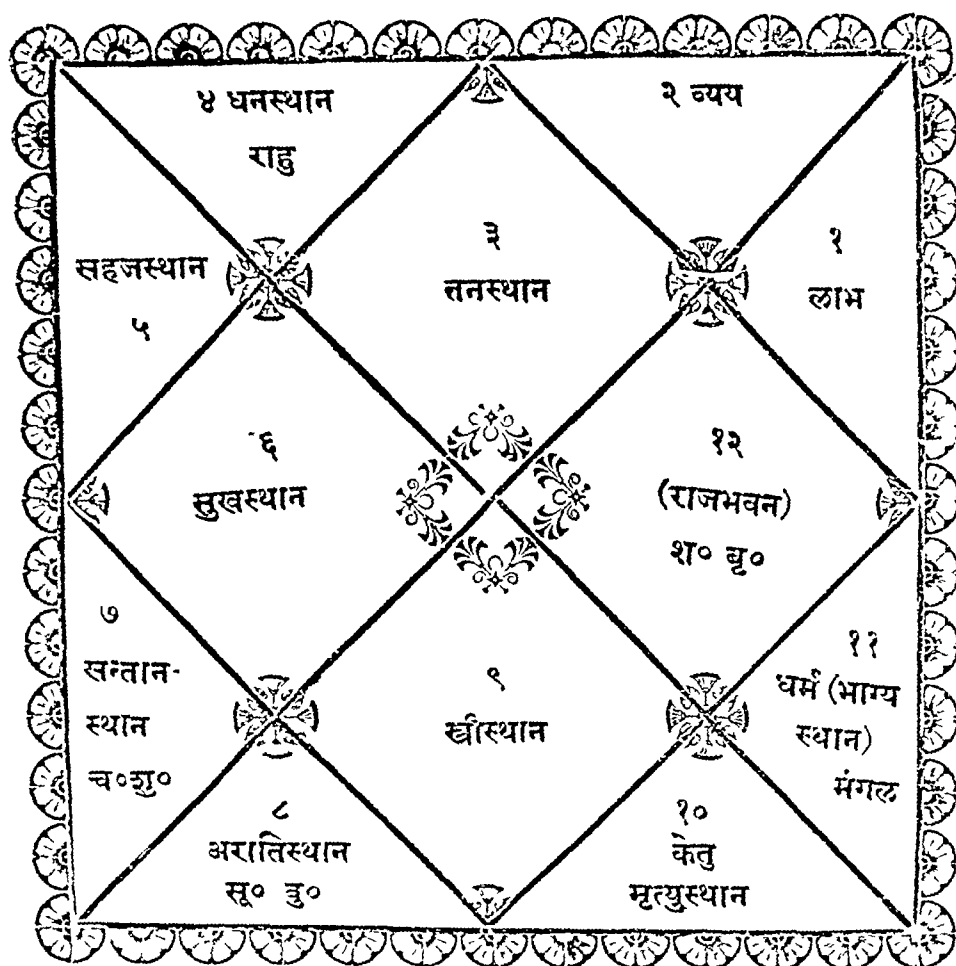 ४ धनस्थान
राहु
२ व्यय
३
तनस्थान
१
लाभ
सहजस्थान
५
६
सुखस्थान
१२
(राजभवन)
श० बृ०
७
सन्तान-
स्थान
च०शु०
९
स्त्रीस्थान
११
धर्म (भाग्य
स्थान)
मंगल
८
अरातिस्थान
सू० बु०
१०
केतु
मृत्युस्थान